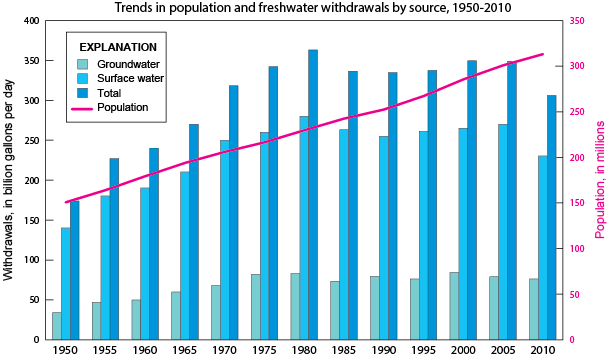 Trends in population and freshwater withdrawals by source, 1950-2010
Withdrawals, in billion gallons per day
400
350
300
250
200
150
100
50
0
EXPLANATION
Groundwater
Surface water
Total
Population
350
300
250
200
150
100
50
0
Population, in millions
1950 1955 1960 1965 1970 1975 1980 1985 1990 1995 2000 2005 2010